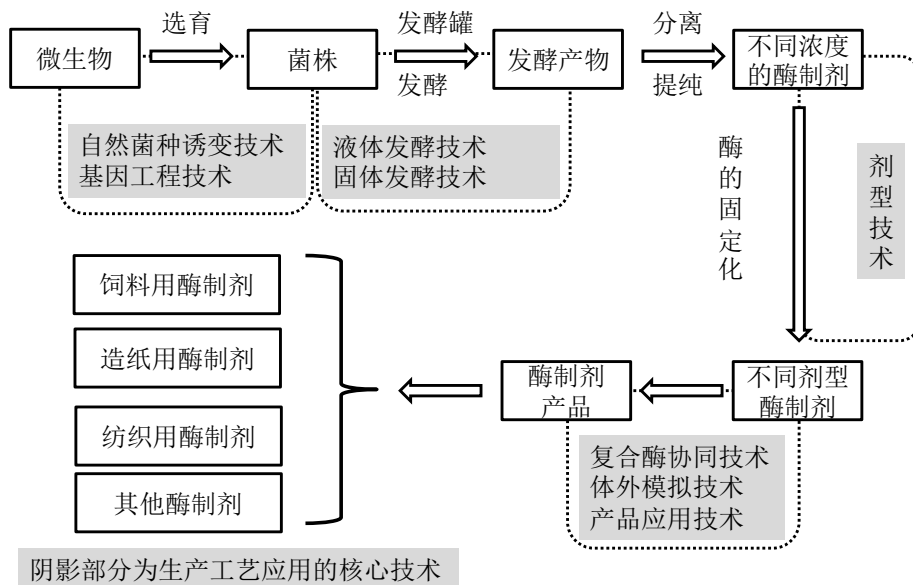 微生物
选育
菌株
发酵罐
发酵
发酵产物
分离
提纯
不同浓度
的酶制剂
自然菌种诱变技术
基因工程技术
液体发酵技术
固体发酵技术
酶的固定化
剂型技术
饲料用酶制剂
造纸用酶制剂
纺织用酶制剂
其他酶制剂
酶制剂
产品
不同剂型
酶制剂
复合酶协同技术
体外模拟技术
产品应用技术
阴影部分为生产工艺应用的核心技术